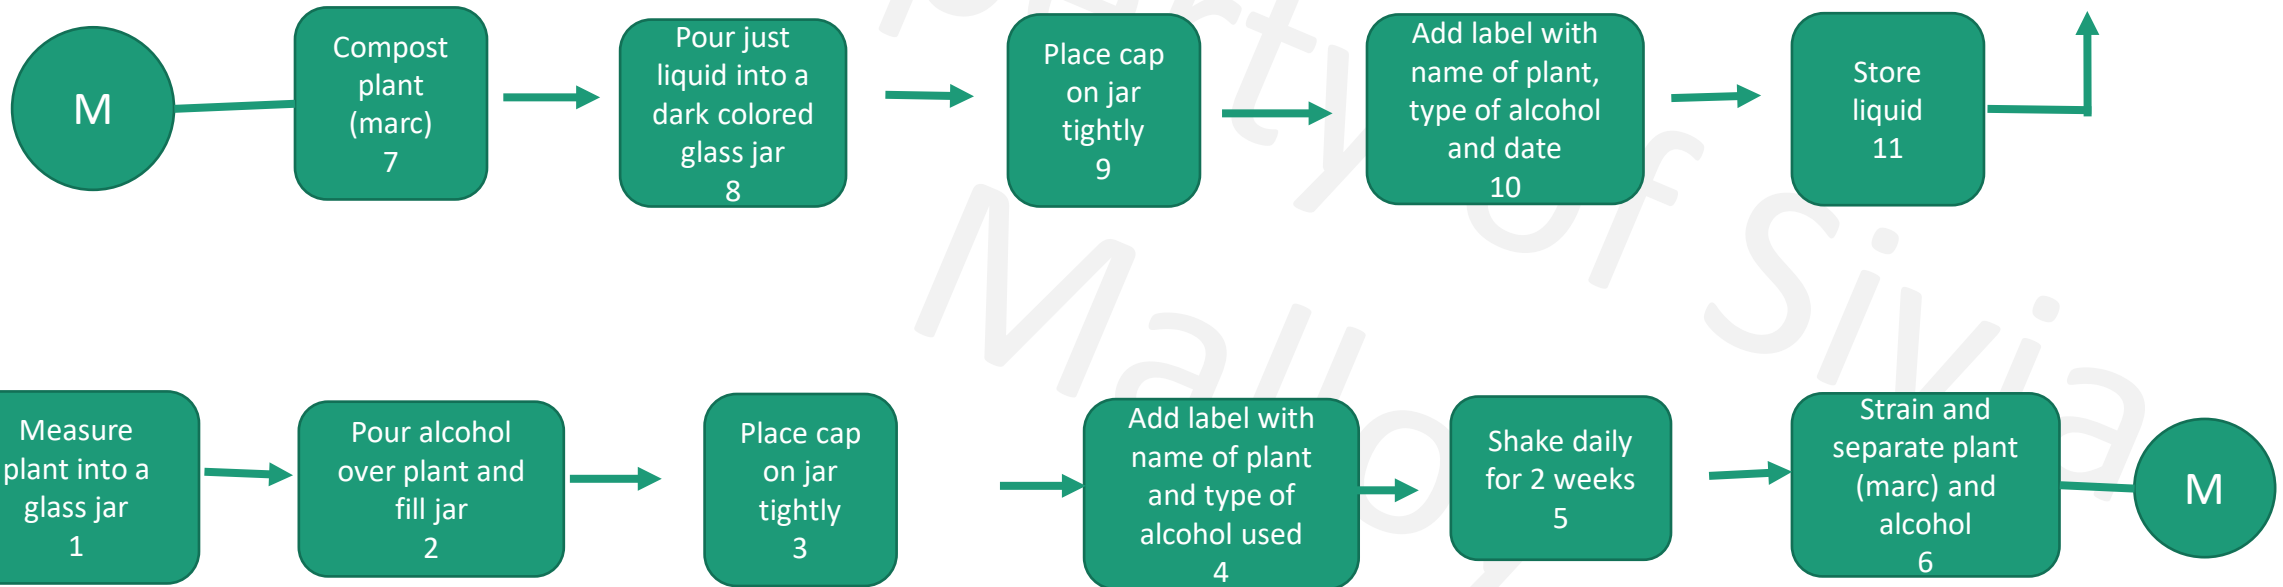 M
Compost
plant
(marc)
7
Pour just
liquid into a
dark colored
glass jar
8
Place cap
on jar
tightly
9
Add label with
name of plant,
type of alcohol
and date
10
Store
liquid
11
Measure
plant into a
glass jar
1
Pour alcohol
over plant and
fill jar
2
Place cap
on jar
tightly
3
Add label with
name of plant
and type of
alcohol used
4
Shake daily
for 2 weeks
5
Strain and
separate plant
(marc) and
alcohol
6
M
of Sivia